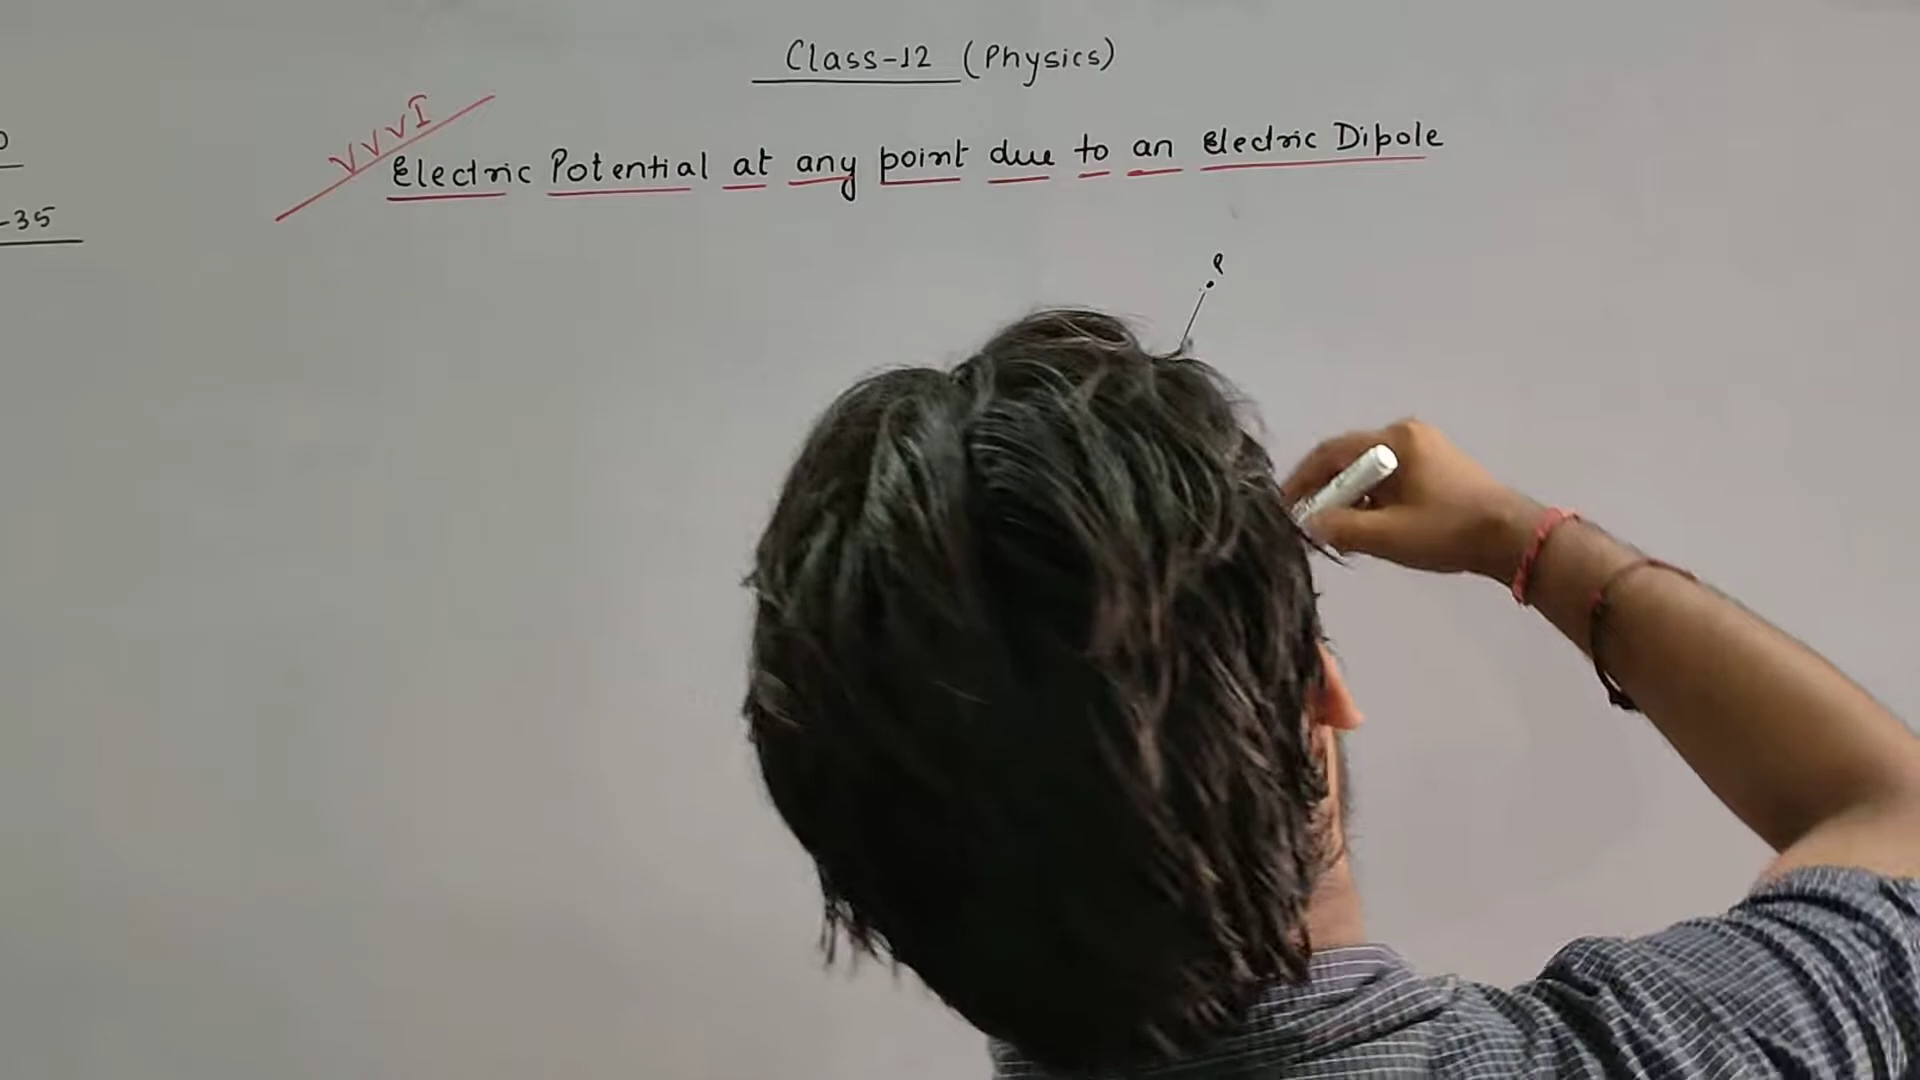 Class-12 (Physics)
VVVI
Electric Potential at any point due to an Electric Dipole
-35
P